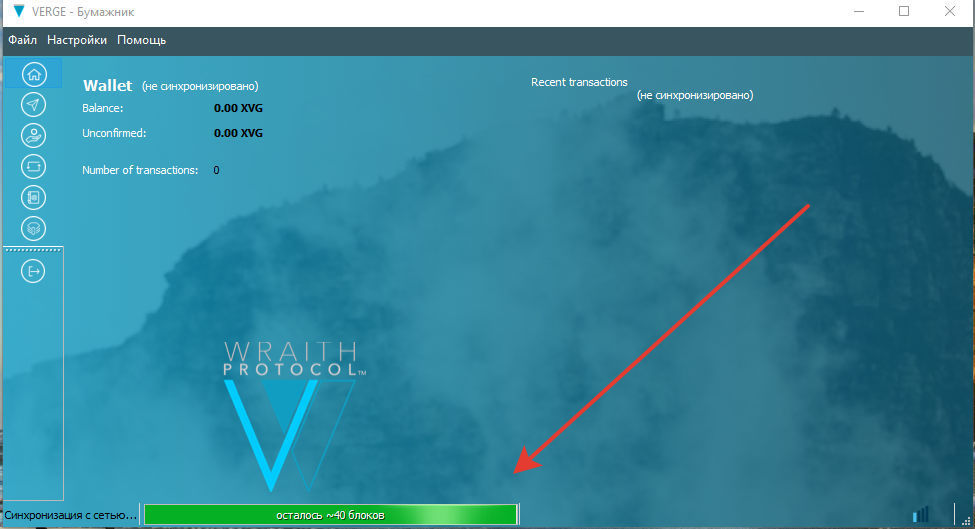 VERGE - Бумажник
Файл Настройки Помощь
Wallet (не синхронизировано)
Balance: 0.00 XVG
Unconfirmed: 0.00 XVG
Number of transactions: 0
Recent transactions
(не синхронизировано)
WRAITH
PROTOCOL™
Синхронизация с сетью... осталось ~40 блоков